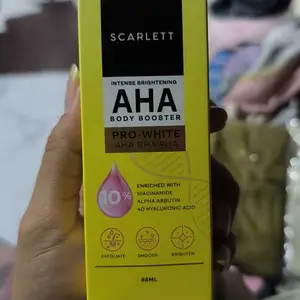 SCARLETT
INTENSE BRIGHTENING
AHA
BODY BOOSTER
PRO-WHITE
AHA BHA PHA
10%
ENRICHED WITH
NIACINAMIDE
ALPHA ARBUTIN
4D HYALURONIC ACID
EXFOLIATE
SMOOTH
BRIGHTEN